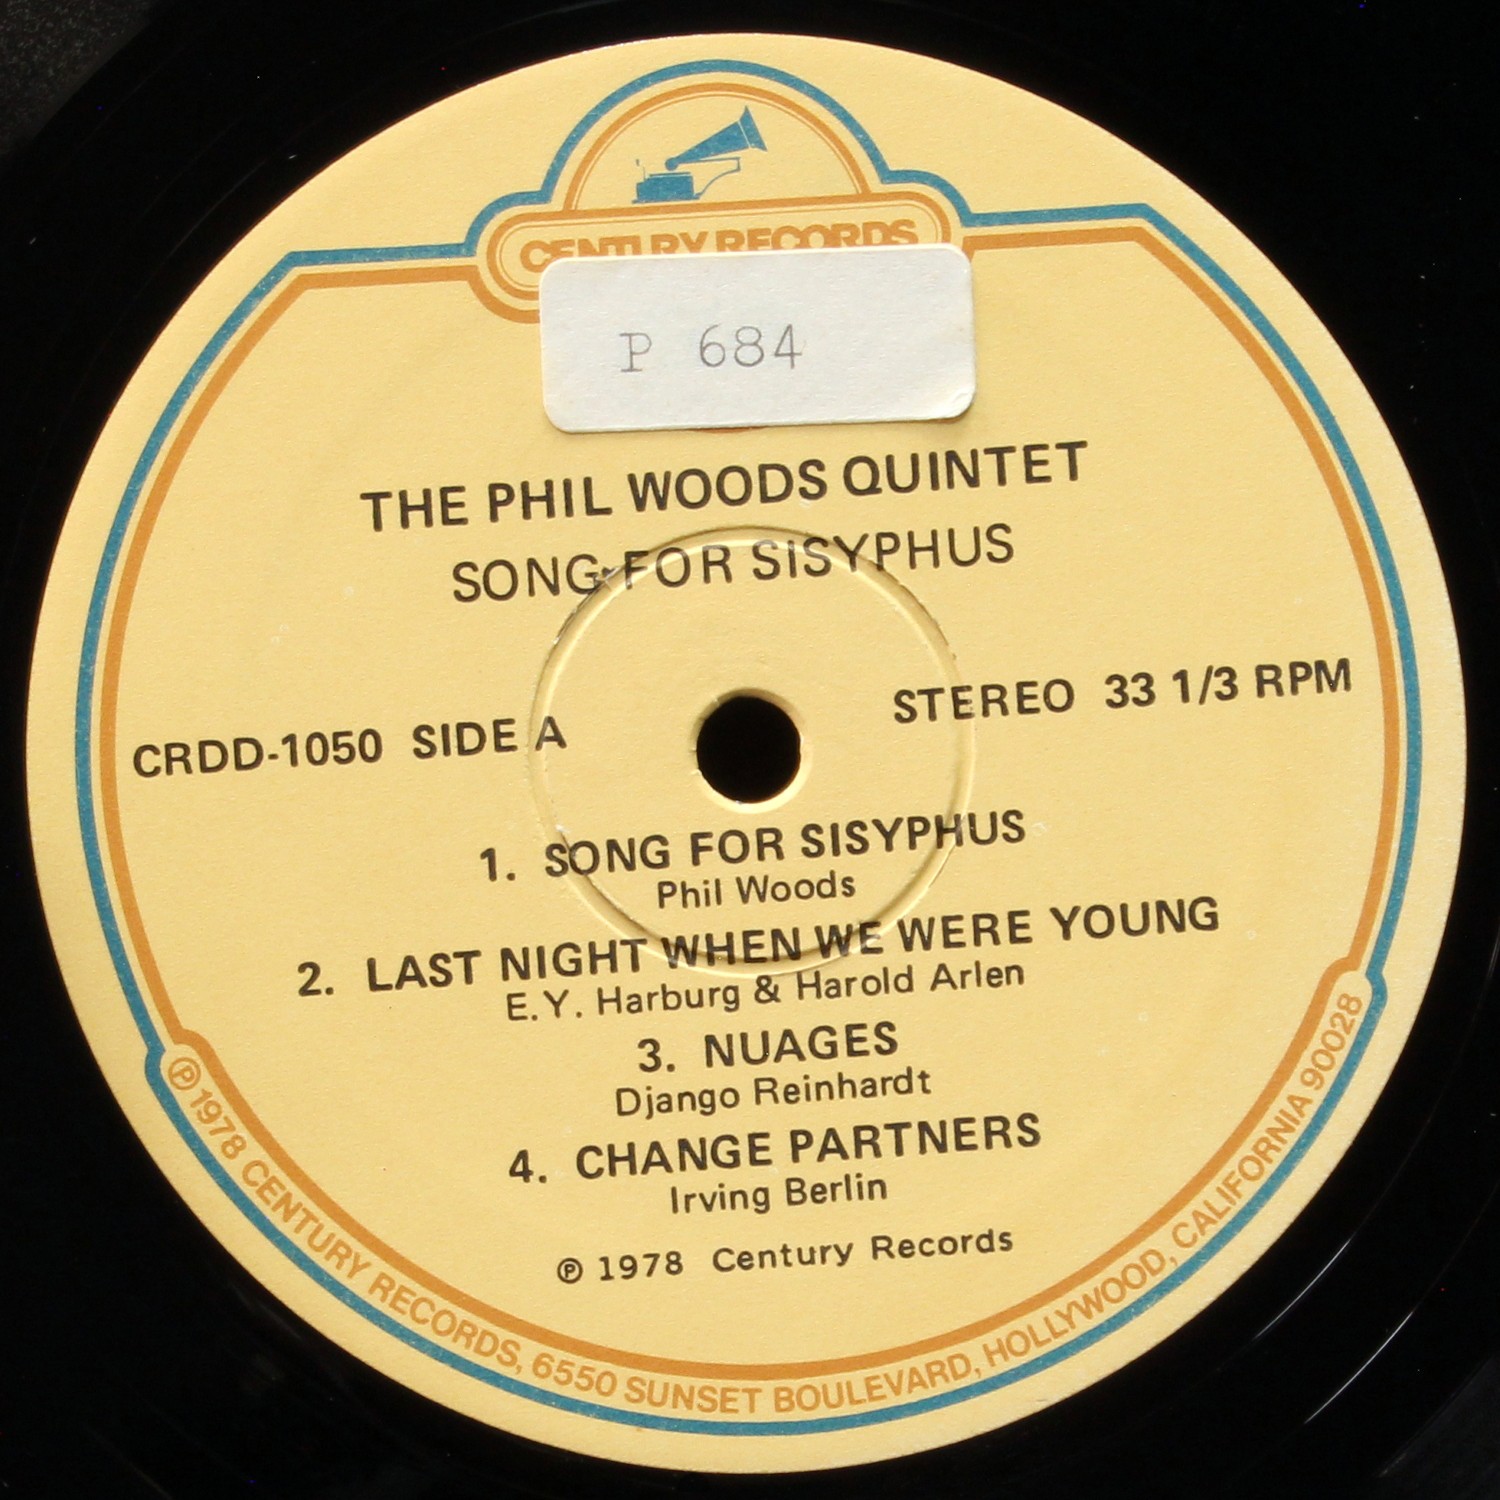 CENTURY RECORDS
P 684
THE PHIL WOODS QUINTET
SONG FOR SISYPHUS
CRDD-1050 SIDE A
STEREO 33 1/3 RPM
1. SONG FOR SISYPHUS
Phil Woods
2. LAST NIGHT WHEN WE WERE YOUNG
E.Y. Harburg & Harold Arlen
3. NUAGES
Django Reinhardt
4. CHANGE PARTNERS
Irving Berlin
℗ 1978 Century Records
℗ 1978 CENTURY RECORDS, 6550 SUNSET BOULEVARD, HOLLYWOOD, CALIFORNIA 90028